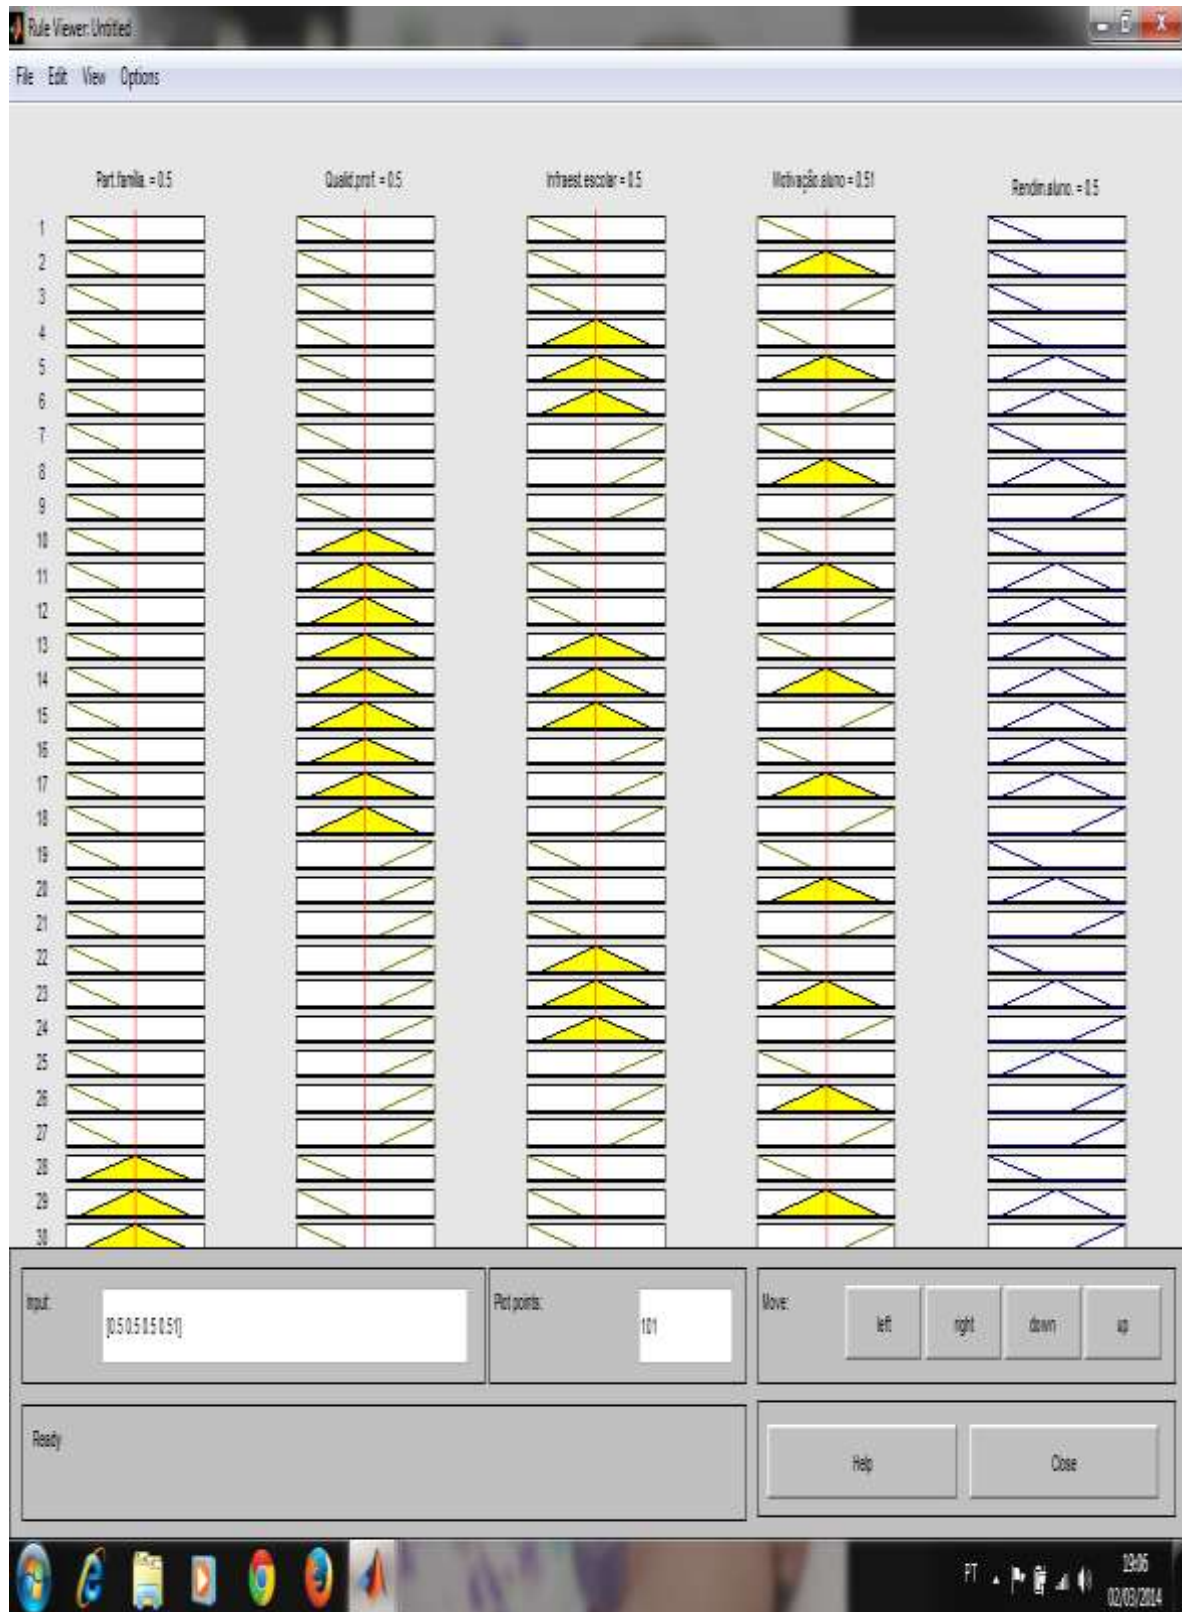 Rule Viewer: Untitled
File Edit View Options
Part.família. = 0.5
Qualid.prof. = 0.5
Infraest.escolar = 0.5
Motivação.aluno = 0.51
Rendim.aluno. = 0.5
1
2
3
4
5
6
7
8
9
10
11
12
13
14
15
16
17
18
19
20
21
22
23
24
25
26
27
28
29
30
Input:
[0.5 0.5 0.5 0.51]
Plot points:
101
Move:
left
right
down
up
Ready
Help
Close
PT
19:06
02/03/2014